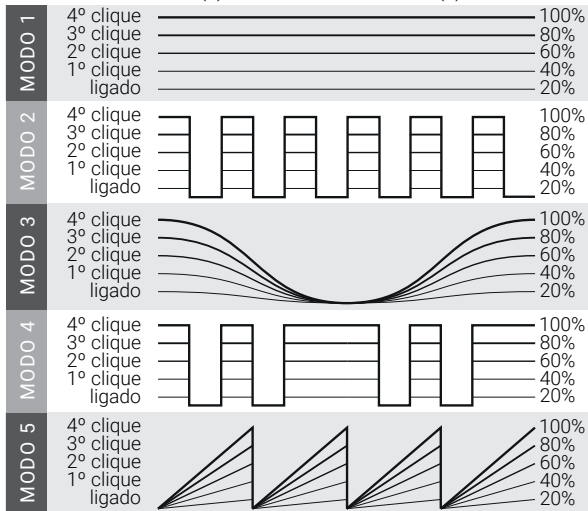 MODO 1
4º clique 100%
3º clique 80%
2º clique 60%
1º clique 40%
ligado 20%
MODO 2
4º clique 100%
3º clique 80%
2º clique 60%
1º clique 40%
ligado 20%
MODO 3
4º clique 100%
3º clique 80%
2º clique 60%
1º clique 40%
ligado 20%
MODO 4
4º clique 100%
3º clique 80%
2º clique 60%
1º clique 40%
ligado 20%
MODO 5
4º clique 100%
3º clique 80%
2º clique 60%
1º clique 40%
ligado 20%